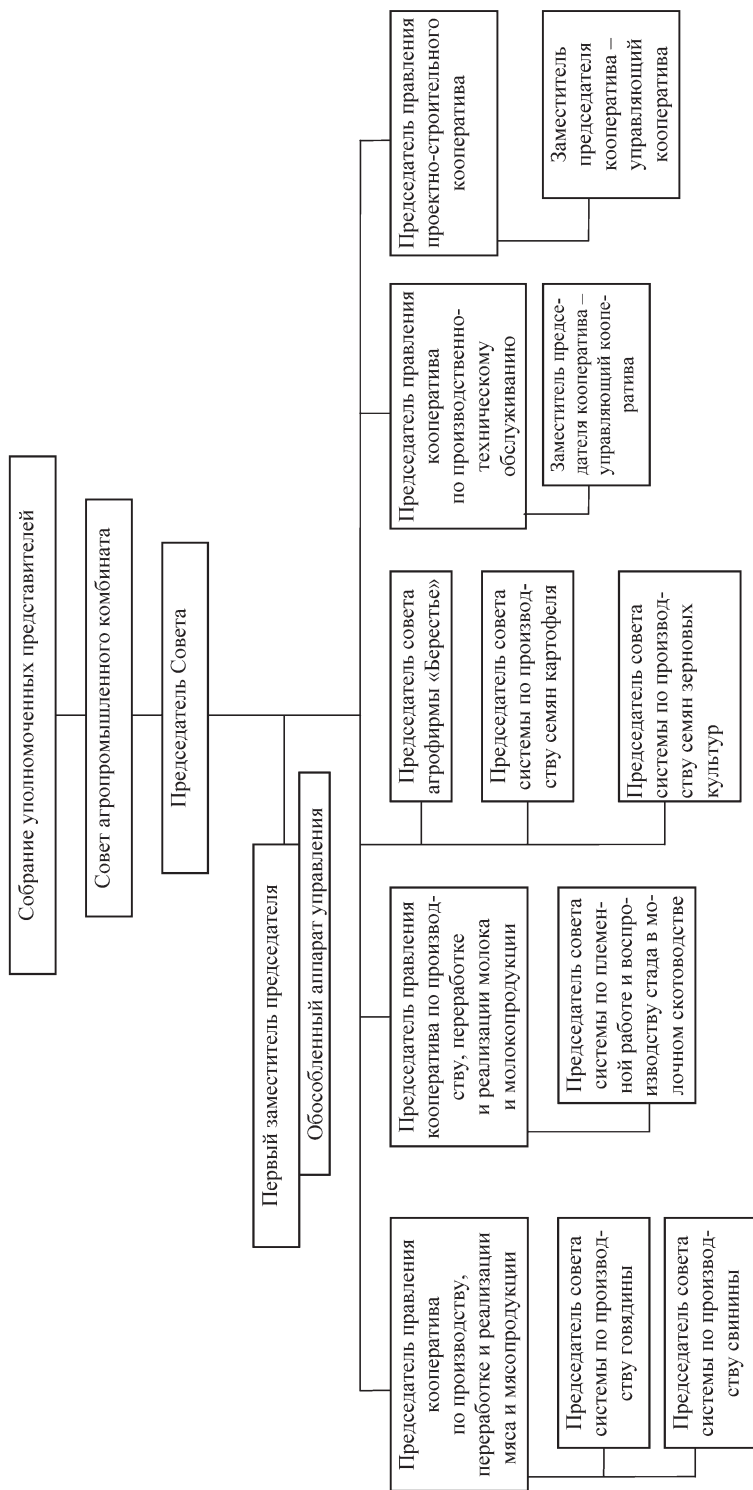 Собрание уполномоченных представителей
Совет агропромышленного комбината
Председатель Совета
Первый заместитель председателя
Обособленный аппарат управления
Председатель правления
кооператива
по производству,
переработке и реализации
мяса и мясопродукции
Председатель совета
системы по производ-
ству говядины
Председатель совета
системы по производ-
ству свинины
Председатель правления
кооператива по производ-
ству, переработке
и реализации молока
и молокопродукции
Председатель совета
системы по племен-
ной работе и воспро-
изводству стада в мо-
лочном скотоводстве
Председатель совета
агрофирмы «Берестье»
Председатель совета
системы по производ-
ству семян картофеля
Председатель совета
системы по производ-
ству семян зерновых
культур
Председатель правления
кооператива
по производственно-
техническому
обслуживанию
Заместитель предсе-
дателя кооператива –
управляющий коопе-
ратива
Председатель правления
проектно-строительного
кооператива
Заместитель
председателя
кооператива –
управляющий
кооператива